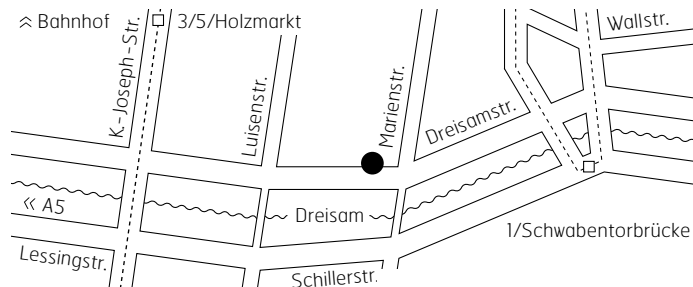 Bahnhof
3/5/Holzmarkt
Wallstr.
K.-Joseph-Str.
Luisenstr.
Marienstr.
Dreisamstr.
« A5
Dreisam
1/Schwabentorbrücke
Lessingstr.
Schillerstr.